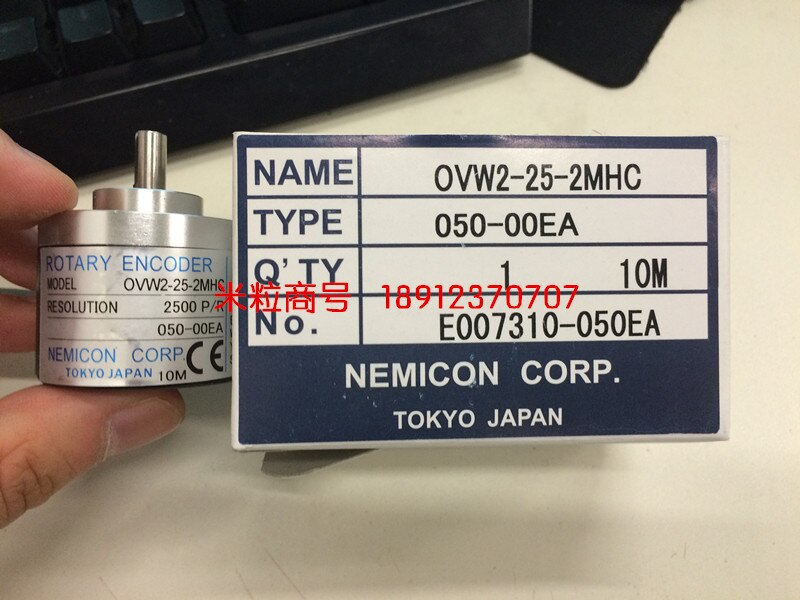 ROTARY ENCODER
MODEL OVW2-25-2MHC
RESOLUTION 2500 P/
050-00EA
NEMICON CORP.
CE
TOKYO JAPAN 10M
NAME OVW2-25-2MHC
TYPE 050-00EA
Q'TY 1 10M
No. E007310-050EA
NEMICON CORP.
TOKYO JAPAN
米粒商号 18912370707